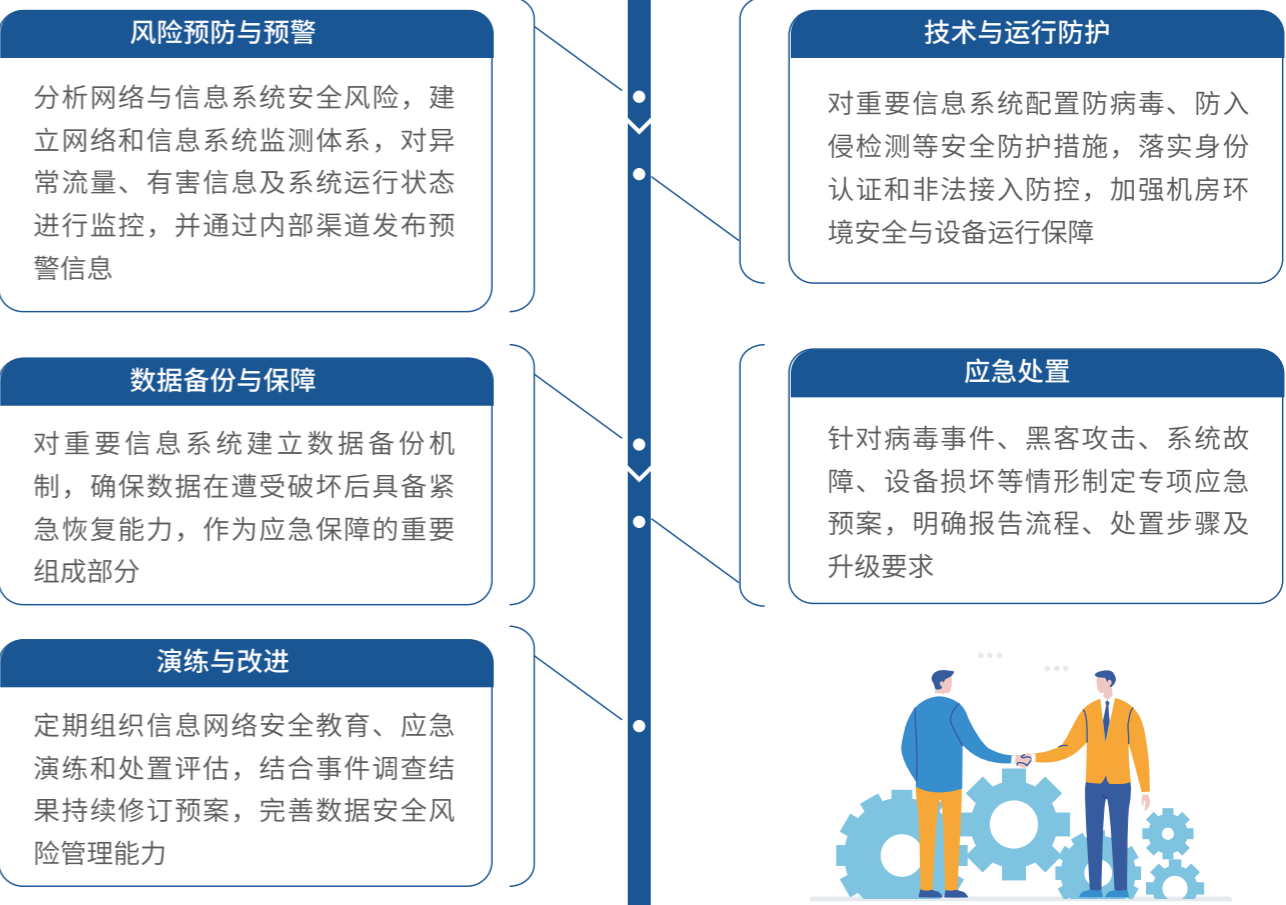 风险预防与预警
分析网络与信息系统安全风险，建
立网络和信息系统监测体系，对异
常流量、有害信息及系统运行状态
进行监控，并通过内部渠道发布预
警信息
技术与运行防护
对重要信息系统配置防病毒、防入
侵检测等安全防护措施，落实身份
认证和非法接入防控，加强机房环
境安全与设备运行保障
数据备份与保障
对重要信息系统建立数据备份机
制，确保数据在遭受破坏后具备紧
急恢复能力，作为应急保障的重要
组成部分
应急处置
针对病毒事件、黑客攻击、系统故
障、设备损坏等情形制定专项应急
预案，明确报告流程、处置步骤及
升级要求
演练与改进
定期组织信息网络安全教育、应急
演练和处置评估，结合事件调查结
果持续修订预案，完善数据安全风
险管理能力